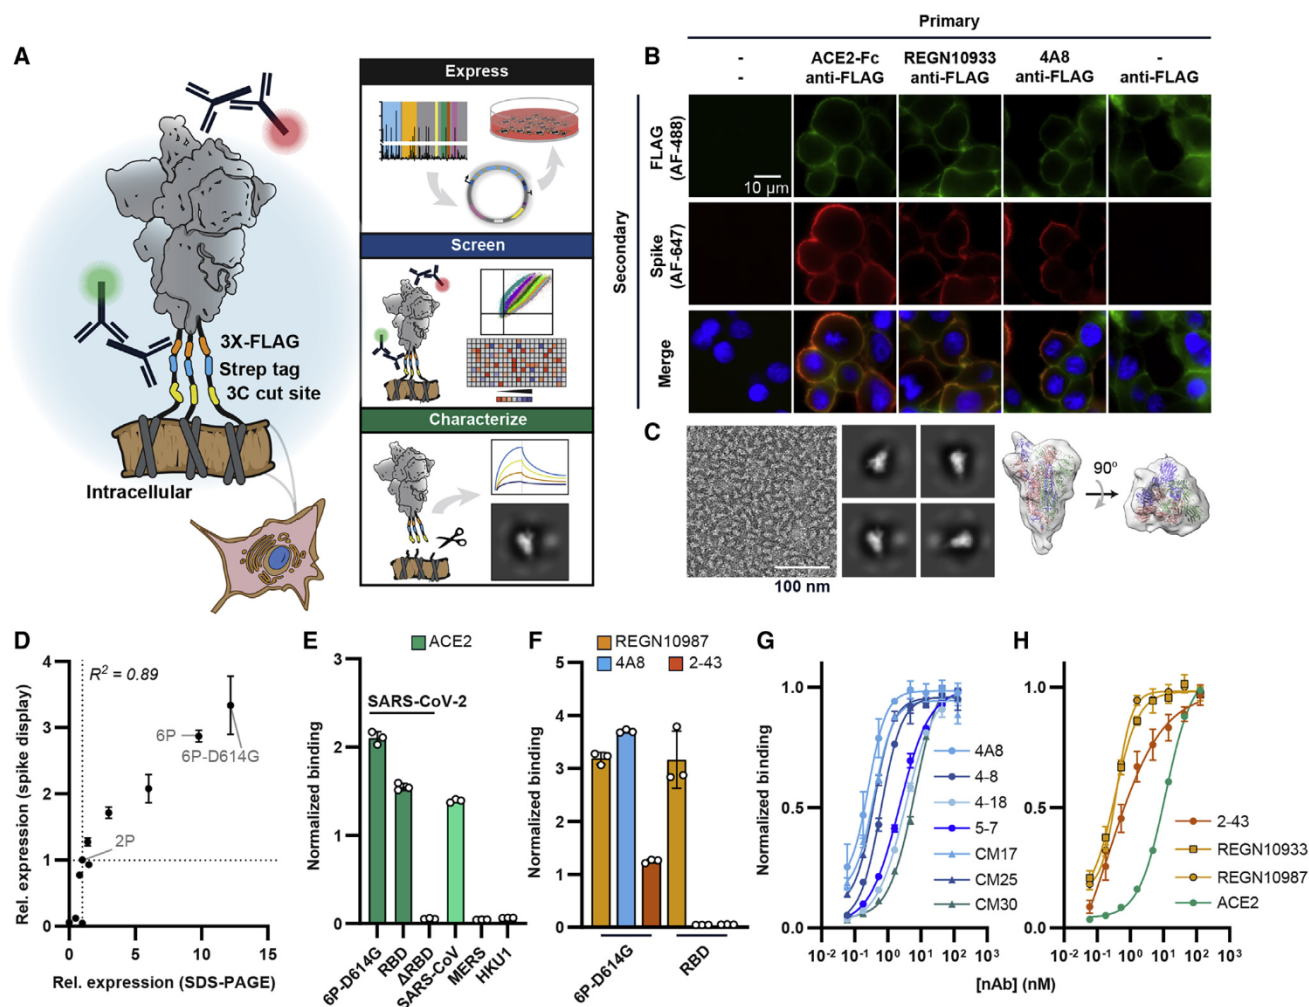 A
3X-FLAG
Strep tag
3C cut site
Intracellular
Express
Screen
Characterize
B
Primary
- ACE2-Fc REGN10933 4A8 -
- anti-FLAG anti-FLAG anti-FLAG anti-FLAG
Secondary
FLAG
(AF-488)
10 µm
Spike
(AF-647)
Merge
C
100 nm
90º
D
R² = 0.89
6P
6P-D614G
2P
4
3
2
1
0
0 5 10 15
Rel. expression (spike display)
Rel. expression (SDS-PAGE)
E
ACE2
SARS-CoV-2
3
2
1
0
Normalized binding
6P-D614G
RBD
ΔRBD
SARS-CoV
MERS
HKU1
F
REGN10987
4A8 2-43
5
4
3
2
1
0
Normalized binding
6P-D614G
RBD
G
1.0
0.5
0.0
Normalized binding
4A8
4-8
4-18
5-7
CM17
CM25
CM30
10⁻² 10⁻¹ 10⁰ 10¹ 10² 10³
H
1.0
0.5
0.0
2-43
REGN10933
REGN10987
ACE2
10⁻² 10⁻¹ 10⁰ 10¹ 10² 10³
[nAb] (nM)